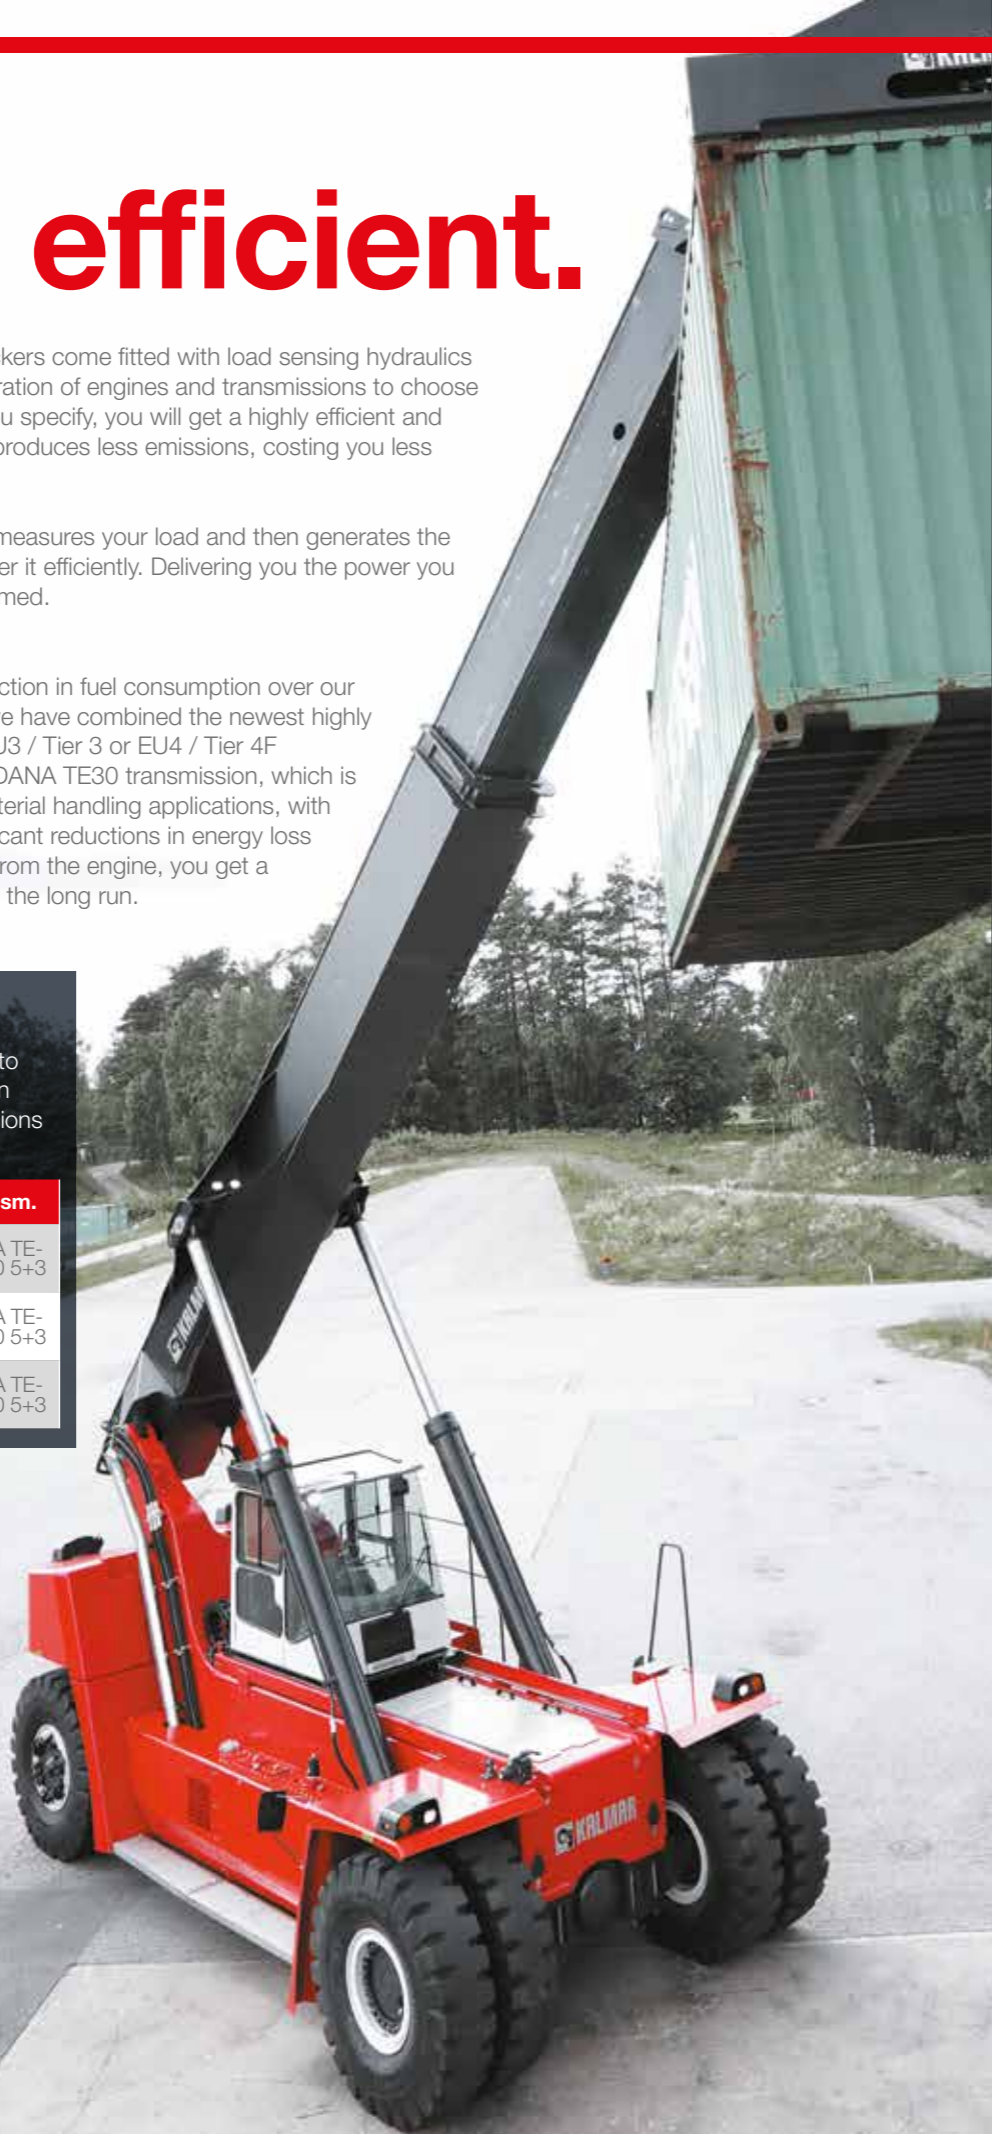 efficient.
kers come fitted with load sensing hydraulics
ration of engines and transmissions to choose
u specify, you will get a highly efficient and
produces less emissions, costing you less
measures your load and then generates the
er it efficiently. Delivering you the power you
med.
ction in fuel consumption over our
e have combined the newest highly
U3 / Tier 3 or EU4 / Tier 4F
DANA TE30 transmission, which is
terial handling applications, with
cant reductions in energy loss
from the engine, you get a
the long run.
to
n
ions
sm.
A TE-
0 5+3
A TE-
0 5+3
A TE-
0 5+3
KALMAR
KALMAR